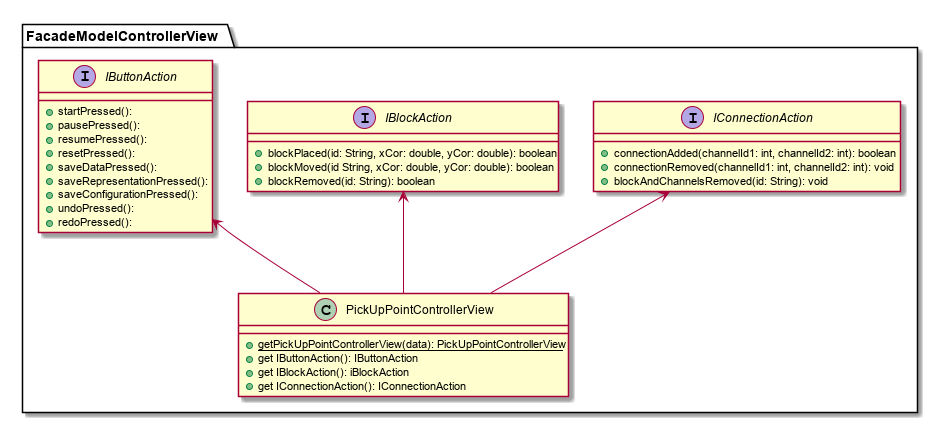 FacadeModelControllerView
I IButtonAction
startPressed():
pausePressed():
resumePressed():
resetPressed():
saveDataPressed():
saveRepresentationPressed():
saveConfigurationPressed():
undoPressed():
redoPressed():
I IBlockAction
blockPlaced(id: String, xCor: double, yCor: double): boolean
blockMoved(id String, xCor: double, yCor: double): boolean
blockRemoved(id: String): boolean
I IConnectionAction
connectionAdded(channelId1: int, channelId2: int): boolean
connectionRemoved(channelId1: int, channelId2: int): void
blockAndChannelsRemoved(id: String): void
C PickUpPointControllerView
getPickUpPointControllerView(data): PickUpPointControllerView
get IButtonAction(): IButtonAction
get IBlockAction(): iBlockAction
get IConnectionAction(): IConnectionAction